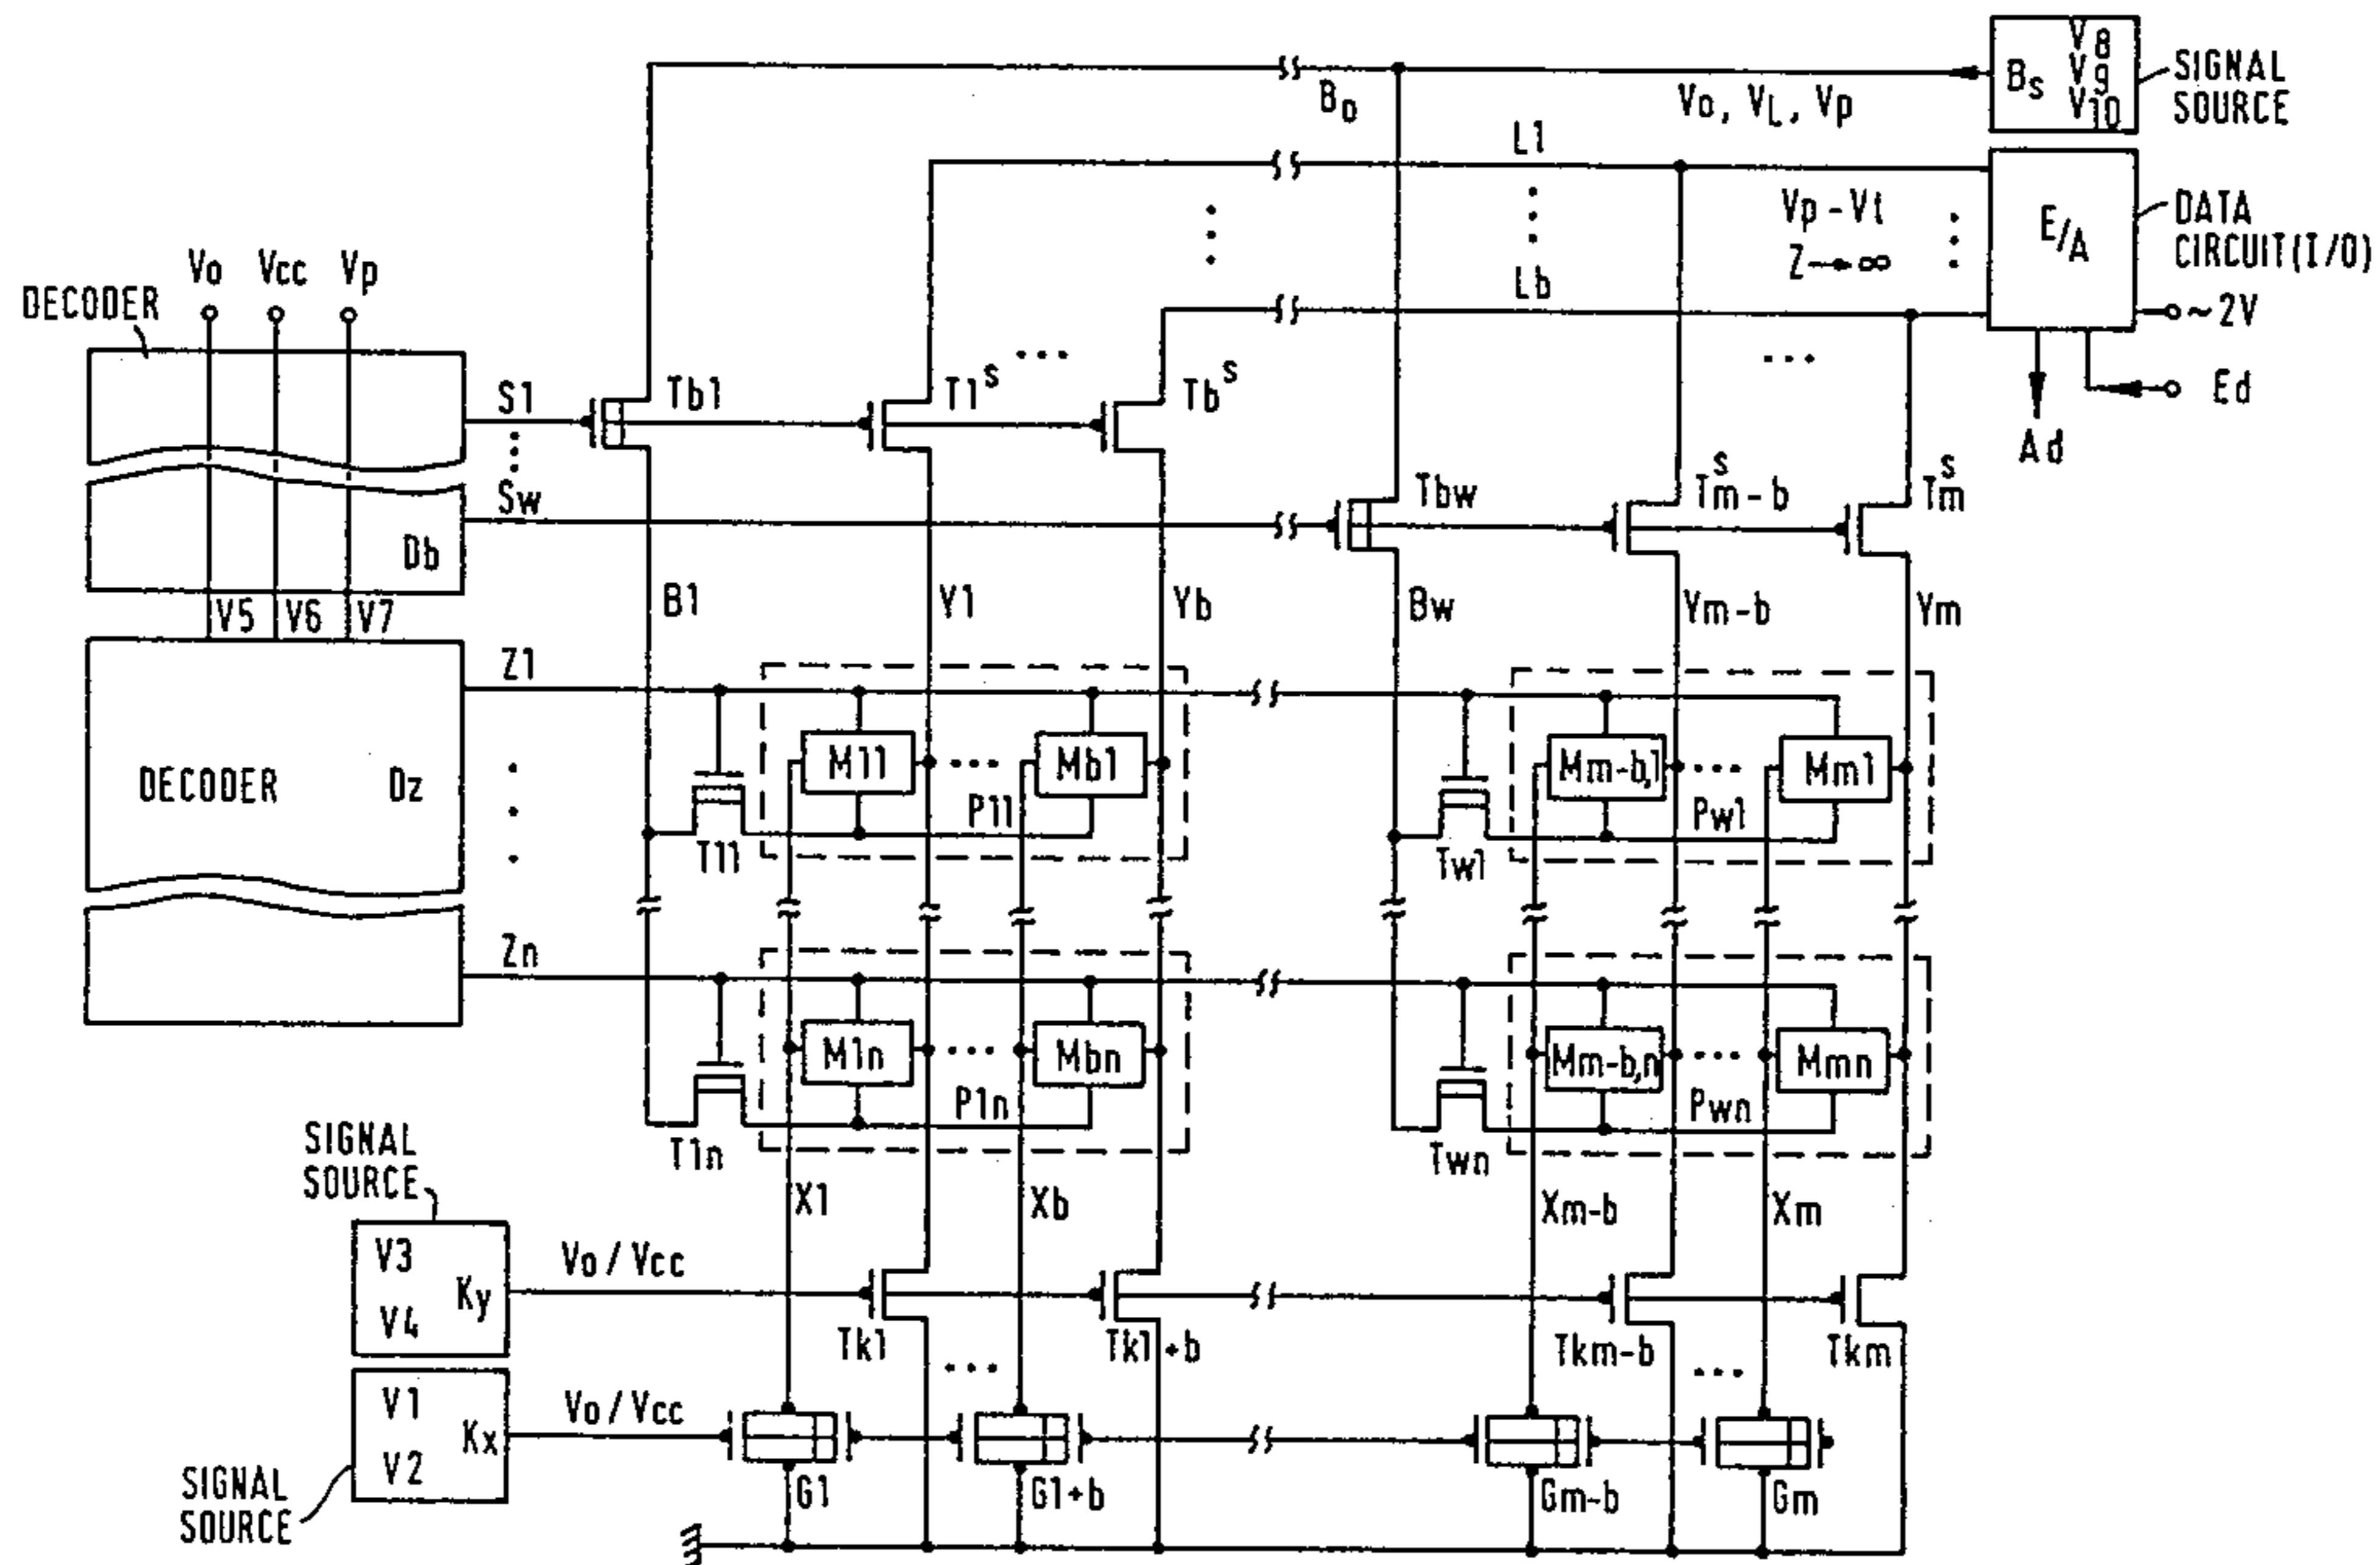 V8
Bs V9
V10
SIGNAL
SOURCE
Bo
Vo, VL, Vp
L1
Vp - Vt
Z→∞
Lb
E/A
DATA
CIRCUIT(I/O)
~2V
Ed
Ad
Vo Vcc Vp
DECODER
S1
Sw
Db
Tb1
T1s
Tbs
Tbw
Tsm-b
Tsm
V5 V6 V7
B1
Y1
Yb
Bw
Ym-b
Ym
DECODER Dz
Z1
M11
Mb1
P11
T11
Mm-b,1
Mm1
Pw1
Tw1
Zn
M1n
Mbn
P1n
T1n
Mm-b,n
Mmn
Pwn
Twn
X1
Xb
Xm-b
Xm
SIGNAL
SOURCE
V3
Ky
V4
Vo / Vcc
Tk1
Tk1+b
Tkm-b
Tkm
V1
Kx
V2
Vo / Vcc
SIGNAL
SOURCE
G1
G1+b
Gm-b
Gm